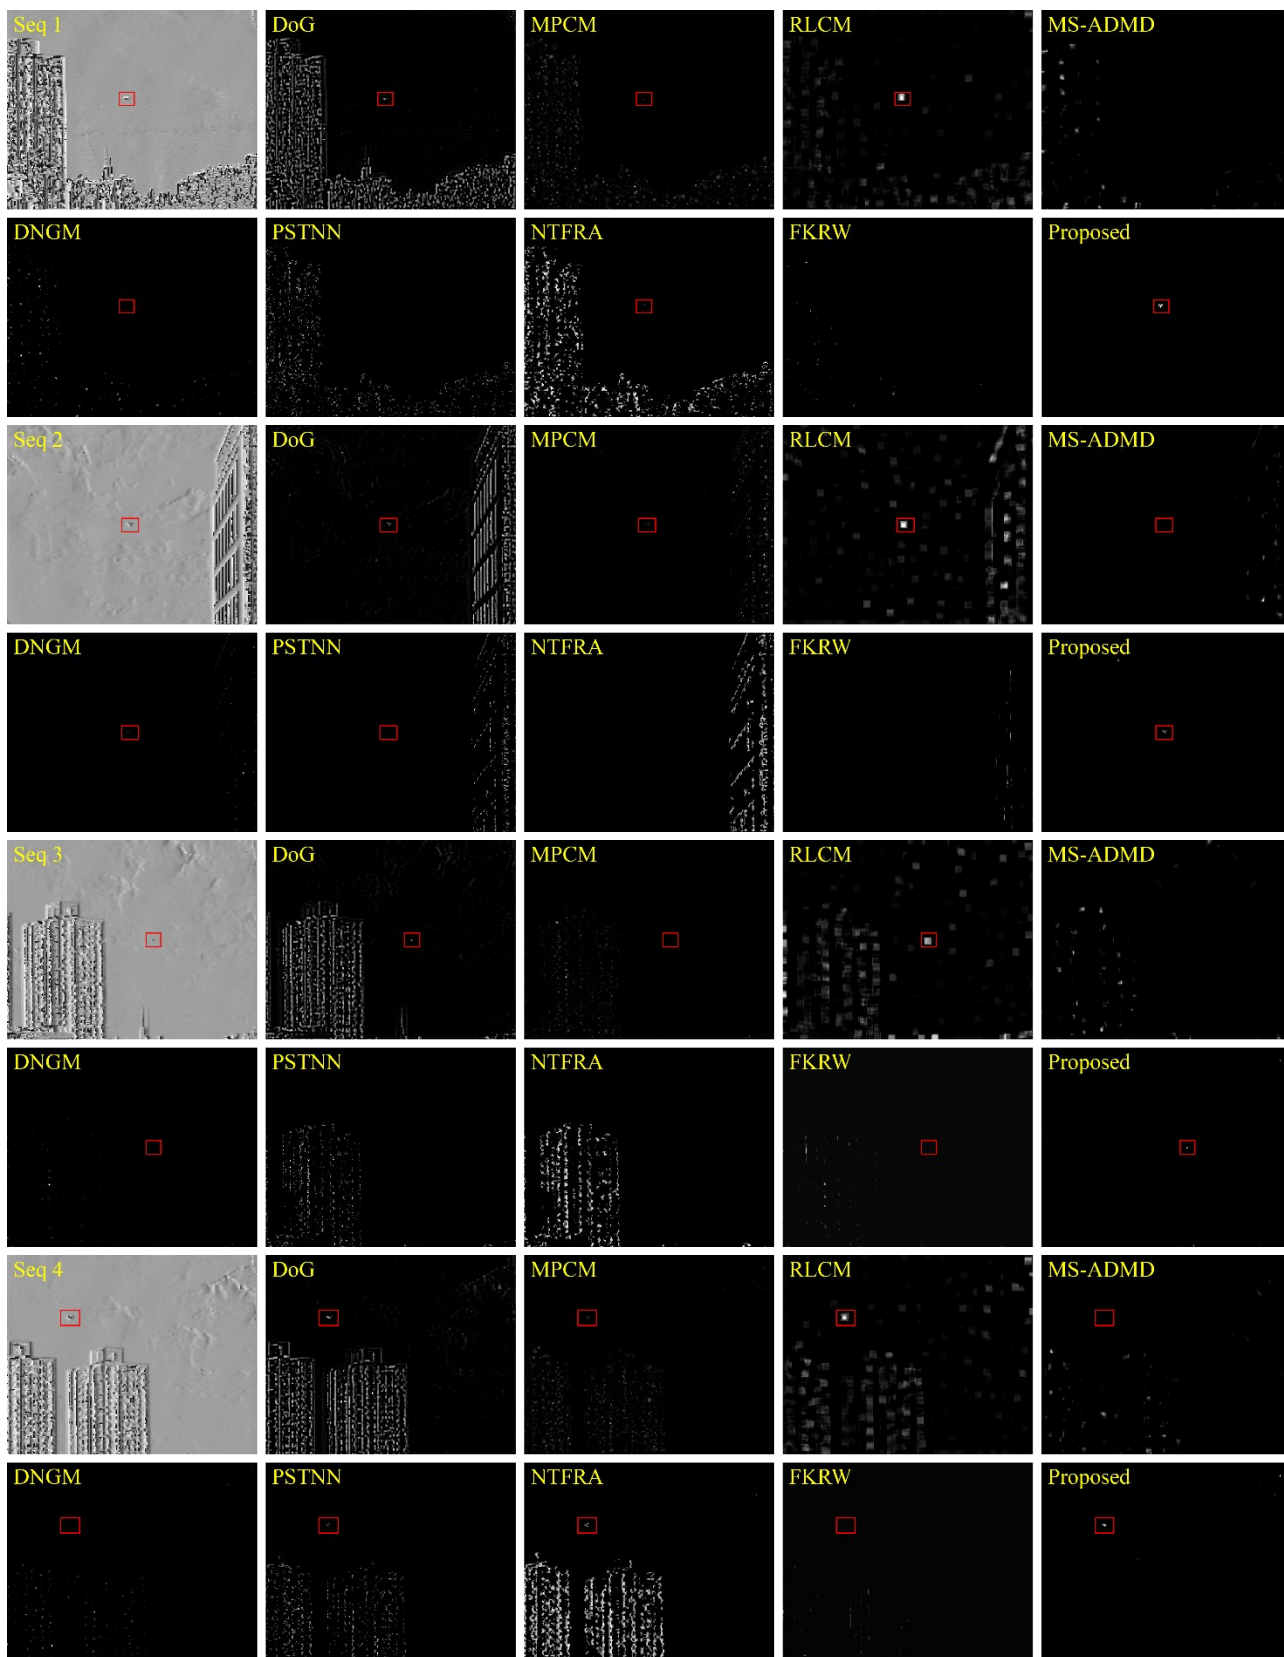 Seq 1
DoG
MPCM
RLCM
MS-ADMD
DNGM
PSTNN
NTFRA
FKRW
Proposed
Seq 2
DoG
MPCM
RLCM
MS-ADMD
DNGM
PSTNN
NTFRA
FKRW
Proposed
Seq 3
DoG
MPCM
RLCM
MS-ADMD
DNGM
PSTNN
NTFRA
FKRW
Proposed
Seq 4
DoG
MPCM
RLCM
MS-ADMD
DNGM
PSTNN
NTFRA
FKRW
Proposed